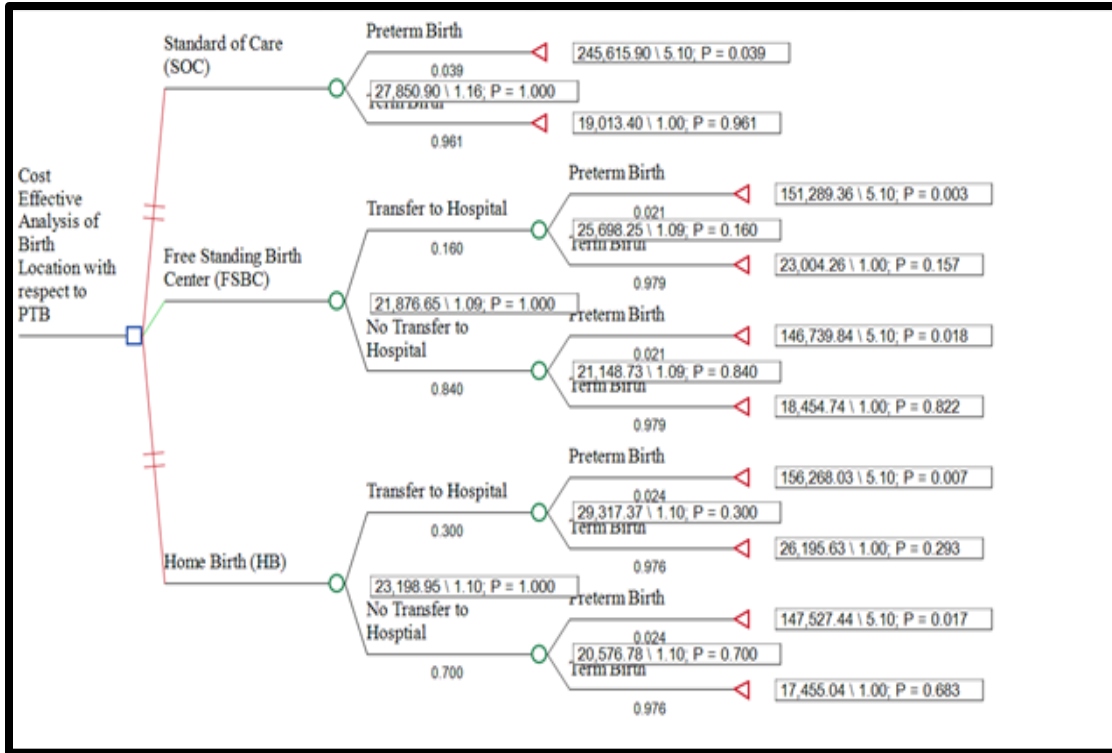 Cost
Effective
Analysis of
Birth
Location with
respect to
PTB
Standard of Care
(SOC)
27,850.90 \ 1.16; P = 1.000
Preterm Birth
0.039
245,615.90 \ 5.10; P = 0.039
Term Birth
0.961
19,013.40 \ 1.00; P = 0.961
Free Standing Birth
Center (FSBC)
21,876.65 \ 1.09; P = 1.000
Transfer to Hospital
0.160
25,698.25 \ 1.09; P = 0.160
Preterm Birth
0.021
151,289.36 \ 5.10; P = 0.003
Term Birth
0.979
23,004.26 \ 1.00; P = 0.157
No Transfer to
Hospital
0.840
21,148.73 \ 1.09; P = 0.840
Preterm Birth
0.021
146,739.84 \ 5.10; P = 0.018
Term Birth
0.979
18,454.74 \ 1.00; P = 0.822
Home Birth (HB)
23,198.95 \ 1.10; P = 1.000
Transfer to Hospital
0.300
29,317.37 \ 1.10; P = 0.300
Preterm Birth
0.024
156,268.03 \ 5.10; P = 0.007
Term Birth
0.976
26,195.63 \ 1.00; P = 0.293
No Transfer to
Hosptial
0.700
20,576.78 \ 1.10; P = 0.700
Preterm Birth
0.024
147,527.44 \ 5.10; P = 0.017
Term Birth
0.976
17,455.04 \ 1.00; P = 0.683